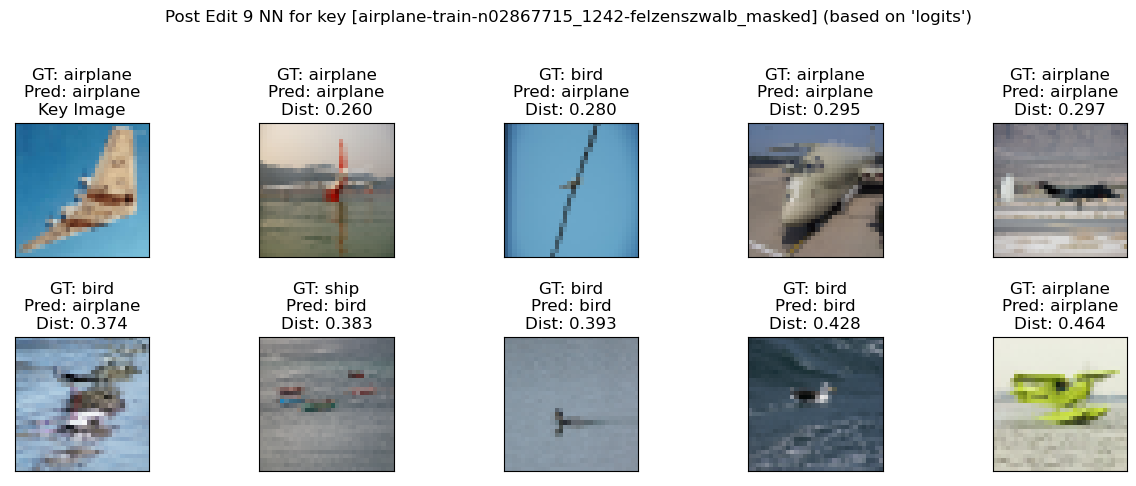 Post Edit 9 NN for key [airplane-train-n02867715_1242-felzenszwalb_masked] (based on 'logits')
GT: airplane
Pred: airplane
Key Image
GT: airplane
Pred: airplane
Dist: 0.260
GT: bird
Pred: airplane
Dist: 0.280
GT: airplane
Pred: airplane
Dist: 0.295
GT: airplane
Pred: airplane
Dist: 0.297
GT: bird
Pred: airplane
Dist: 0.374
GT: ship
Pred: bird
Dist: 0.383
GT: bird
Pred: bird
Dist: 0.393
GT: bird
Pred: bird
Dist: 0.428
GT: airplane
Pred: airplane
Dist: 0.464